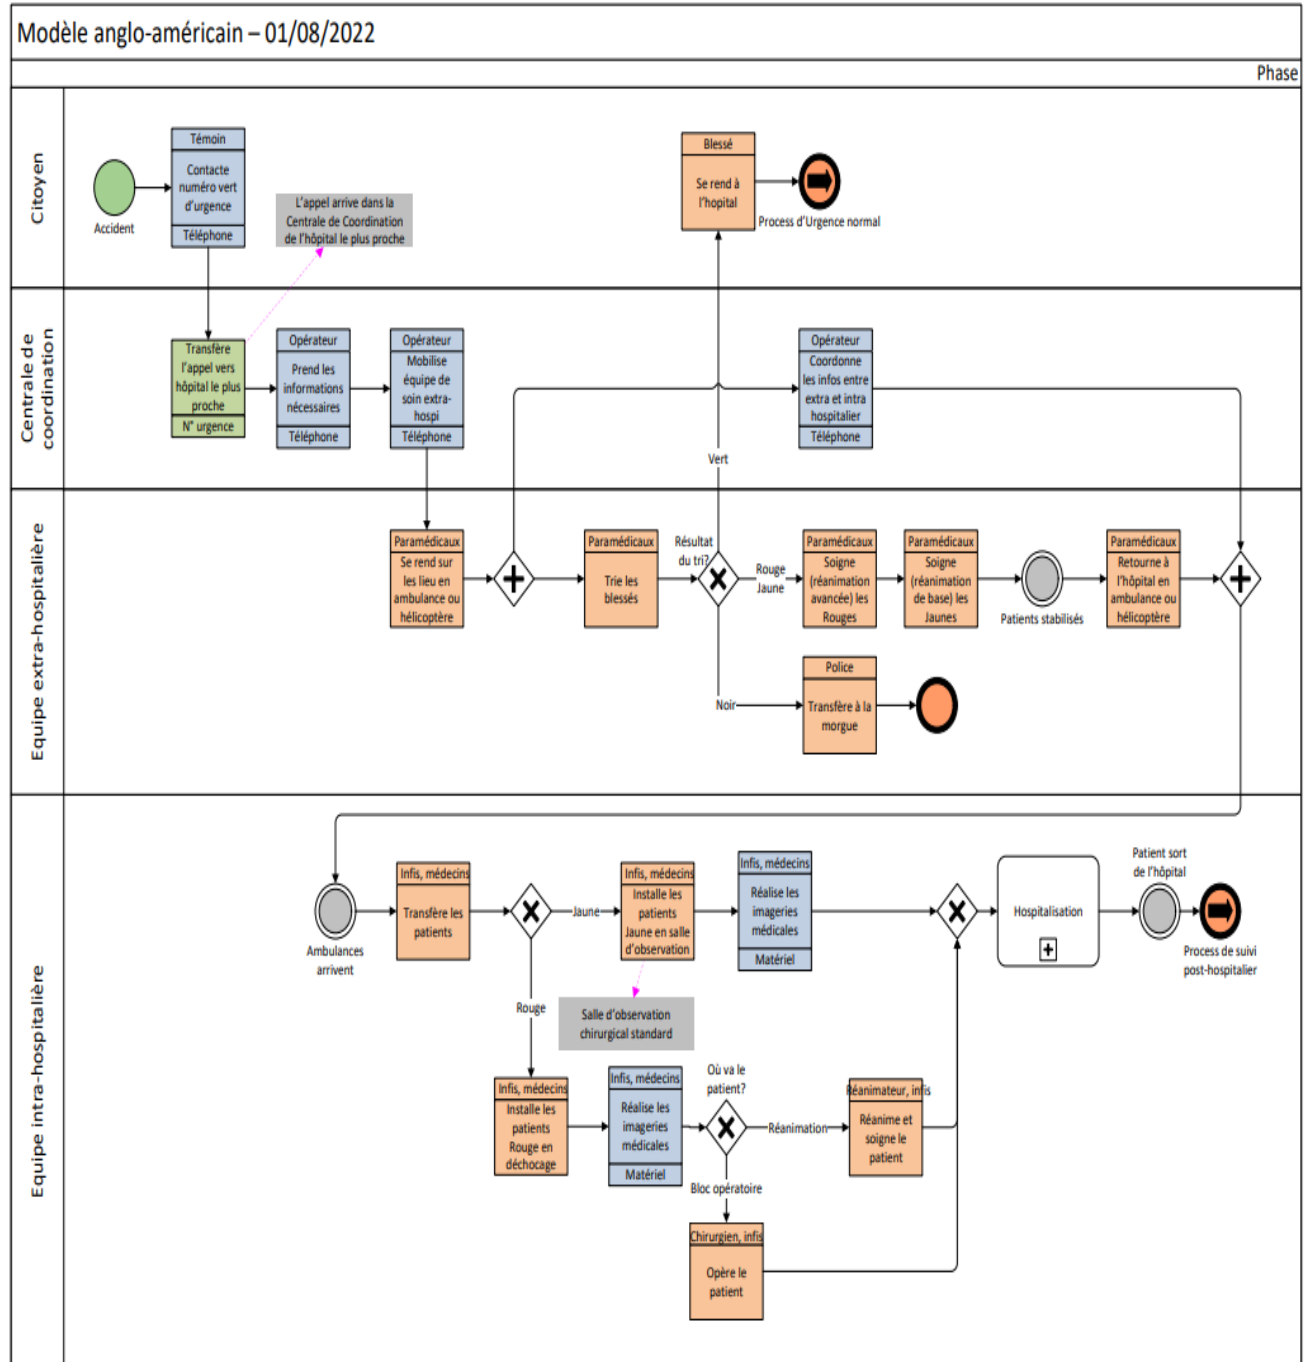 Modèle anglo-américain – 01/08/2022
Phase
Citoyen
Accident
Témoin
Contacte
numéro vert
d'urgence
Téléphone
L'appel arrive dans la
Centrale de Coordination
de l'hôpital le plus proche
Blessé
Se rend à
l'hopital
Process d'Urgence normal
Centrale de
coordination
Transfère
l'appel vers
hôpital le plus
proche
N° urgence
Opérateur
Prend les
informations
nécessaires
Téléphone
Opérateur
Mobilise
équipe de
soin extra-
hospi
Téléphone
Opérateur
Coordonne
les infos entre
extra et intra
hospitalier
Téléphone
Vert
Equipe extra-hospitalière
Paramédicaux
Se rend sur
les lieu en
ambulance ou
hélicoptère
Paramédicaux
Trie les
blessés
Résultat
du tri?
Rouge
Jaune
Paramédicaux
Soigne
(réanimation
avancée) les
Rouges
Paramédicaux
Soigne
(réanimation
de base) les
Jaunes
Patients stabilisés
Paramédicaux
Retourne à
l'hôpital en
ambulance ou
hélicoptère
Noir
Police
Transfère à la
morgue
Equipe intra-hospitalière
Ambulances
arrivent
Infis, médecins
Transfère les
patients
Jaune
Infis, médecins
Installe les
patients
Jaune en salle
d'observation
Infis, médecins
Réalise les
imageries
médicales
Matériel
Hospitalisation
Patient sort
de l'hôpital
Process de suivi
post-hospitalier
Rouge
Salle d'observation
chirurgical standard
Infis, médecins
Installe les
patients
Rouge en
déchocage
Infis, médecins
Réalise les
imageries
médicales
Matériel
Où va le
patient?
Réanimation
Réanimateur, infis
Réanime et
soigne le
patient
Bloc opératoire
Chirurgien, infis
Opère le
patient